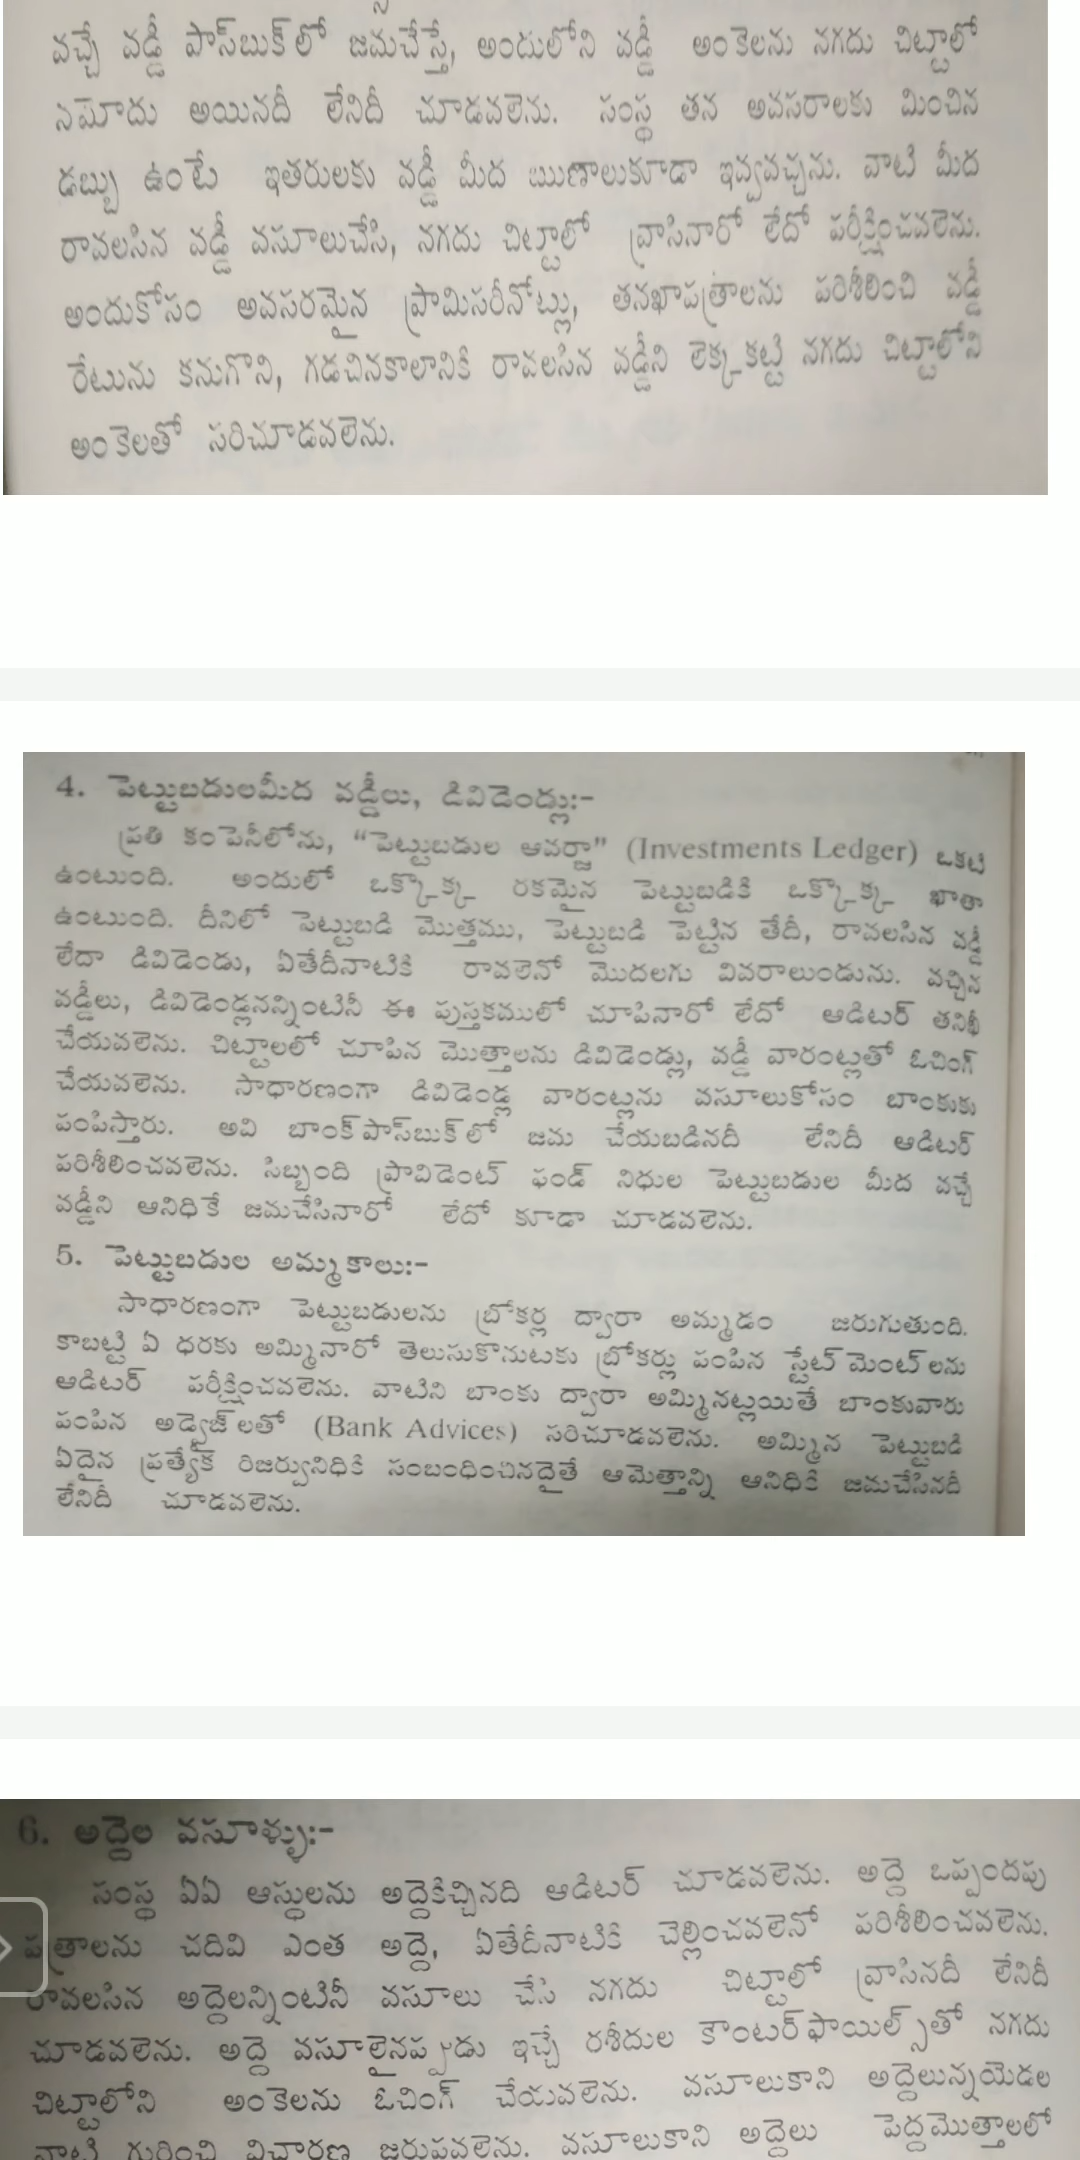 వచ్చే వడ్డీ పాస్‌బుక్‌లో జమచేస్తే, అందులోని వడ్డీ అంకెలను నగదు చిట్టాలో
నమోదు అయినదీ లేనిదీ చూడవలెను. సంస్థ తన అవసరాలకు మించిన
డబ్బు ఉంటే ఇతరులకు వడ్డీ మీద ఋణాలుకూడా ఇవ్వవచ్చును. వాటి మీద
రావలసిన వడ్డీ వసూలుచేసి, నగదు చిట్టాలో వ్రాసినారో లేదో పరీక్షించవలెను.
అందుకోసం అవసరమైన ప్రామిసరీనోట్లు, తనఖాపత్రాలను పరిశీలించి వడ్డీ
రేటును కనుగొని, గడచినకాలానికి రావలసిన వడ్డీని లెక్కకట్టి నగదు చిట్టాలోని
అంకెలతో సరిచూడవలెను.
4. పెట్టుబడులమీద వడ్డీలు, డివిడెండ్లు:-
ప్రతి కంపెనీలోను, “పెట్టుబడుల ఆవర్జా” (Investments Ledger) ఒకటి
ఉంటుంది. అందులో ఒక్కొక్క రకమైన పెట్టుబడికి ఒక్కొక్క ఖాతా
ఉంటుంది. దీనిలో పెట్టుబడి మొత్తము, పెట్టుబడి పెట్టిన తేదీ, రావలసిన వడ్డీ
లేదా డివిడెండు, ఏతేదీనాటికి రావలెనో మొదలగు వివరాలుండును. వచ్చిన
వడ్డీలు, డివిడెండ్లనన్నింటినీ ఈ పుస్తకములో చూపినారో లేదో ఆడిటర్ తనిఖీ
చేయవలెను. చిట్టాలలో చూపిన మొత్తాలను డివిడెండ్లు, వడ్డీ వారంట్లతో ఓచింగ్
చేయవలెను. సాధారణంగా డివిడెండ్ల వారంట్లను వసూలుకోసం బాంకుకు
పంపిస్తారు. అవి బాంక్‌పాస్‌బుక్‌లో జమ చేయబడినదీ లేనిదీ ఆడిటర్
పరిశీలించవలెను. సిబ్బంది ప్రావిడెంట్ ఫండ్ నిధుల పెట్టుబడుల మీద వచ్చే
వడ్డీని ఆనిధికే జమచేసినారో లేదో కూడా చూడవలెను.
5. పెట్టుబడుల అమ్మకాలు:-
సాధారణంగా పెట్టుబడులను బ్రోకర్ల ద్వారా అమ్మడం జరుగుతుంది.
కాబట్టి ఏ ధరకు అమ్మినారో తెలుసుకొనుటకు బ్రోకర్లు పంపిన స్టేట్‌మెంట్‌లను
ఆడిటర్ పరీక్షించవలెను. వాటిని బాంకు ద్వారా అమ్మినట్లయితే బాంకువారు
పంపిన అడ్వైజ్‌లతో (Bank Advices) సరిచూడవలెను. అమ్మిన పెట్టుబడి
ఏదైన ప్రత్యేక రిజర్వునిధికి సంబంధించినదైతే ఆమొత్తాన్ని ఆనిధికి జమచేసినదీ
లేనిదీ చూడవలెను.
6. అద్దెల వసూళ్ళు:-
సంస్థ ఏఏ ఆస్థులను అద్దెకిచ్చినది ఆడిటర్ చూడవలెను. అద్దె ఒప్పందపు
పత్రాలను చదివి ఎంత అద్దె, ఏతేదీనాటికి చెల్లించవలెనో పరిశీలించవలెను.
రావలసిన అద్దెలన్నింటినీ వసూలు చేసి నగదు చిట్టాలో వ్రాసినదీ లేనిదీ
చూడవలెను. అద్దె వసూలైనప్పుడు ఇచ్చే రశీదుల కౌంటర్‌ఫాయిల్స్‌తో నగదు
చిట్టాలోని అంకెలను ఓచింగ్ చేయవలెను. వసూలుకాని అద్దెలున్నయెడల
వాటి గురించి విచారణ జరుపవలెను. వసూలుకాని అద్దెలు పెద్దమొత్తాలలో